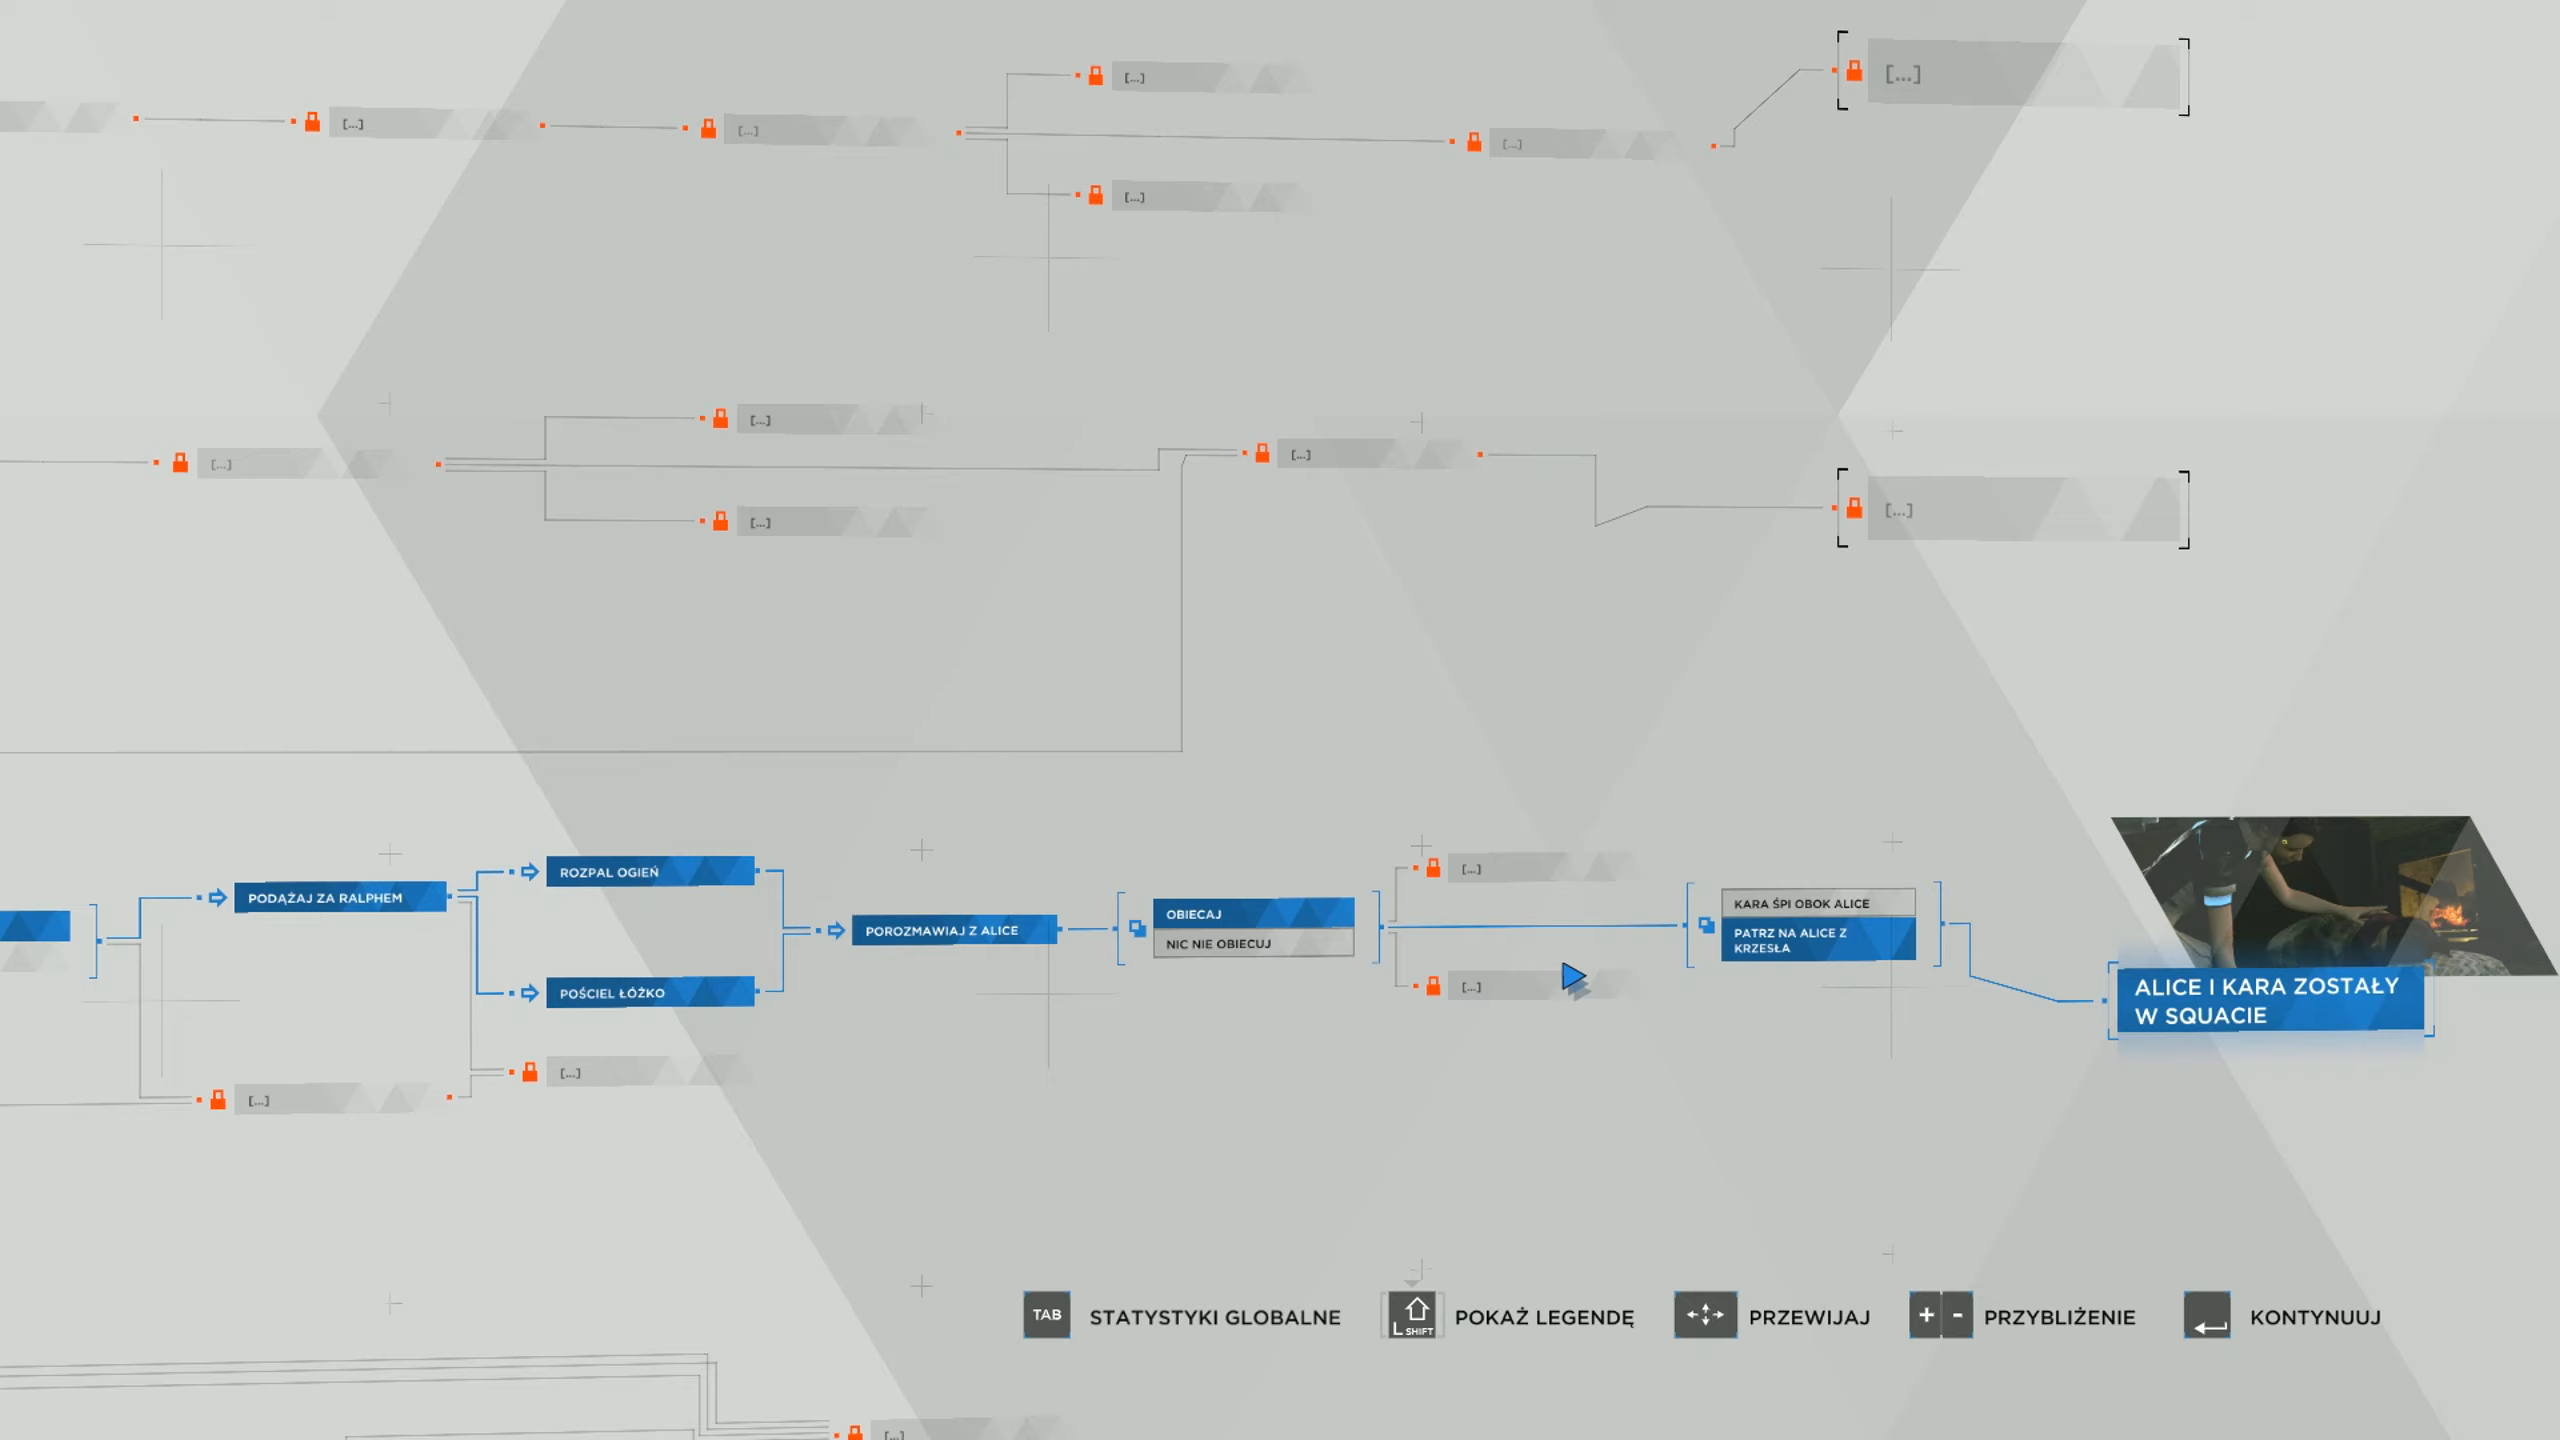 [...]
[...]
[...]
[...]
[...]
[...]
[...]
[...]
[...]
[...]
[...]
[...]
ROZPAL OGIEŃ
[...]
PODĄŻAJ ZA RALPHEM
KARA ŚPI OBOK ALICE
OBIECAJ
POROZMAWIAJ Z ALICE
PATRZ NA ALICE Z
KRZESŁA
NIC NIE OBIECUJ
POŚCIEL ŁÓŻKO
[...]
ALICE I KARA ZOSTAŁY
W SQUACIE
[...]
[...]
TAB STATYSTYKI GLOBALNE L SHIFT POKAŻ LEGENDĘ PRZEWIJAJ + - PRZYBLIŻENIE KONTYNUUJ
[...]